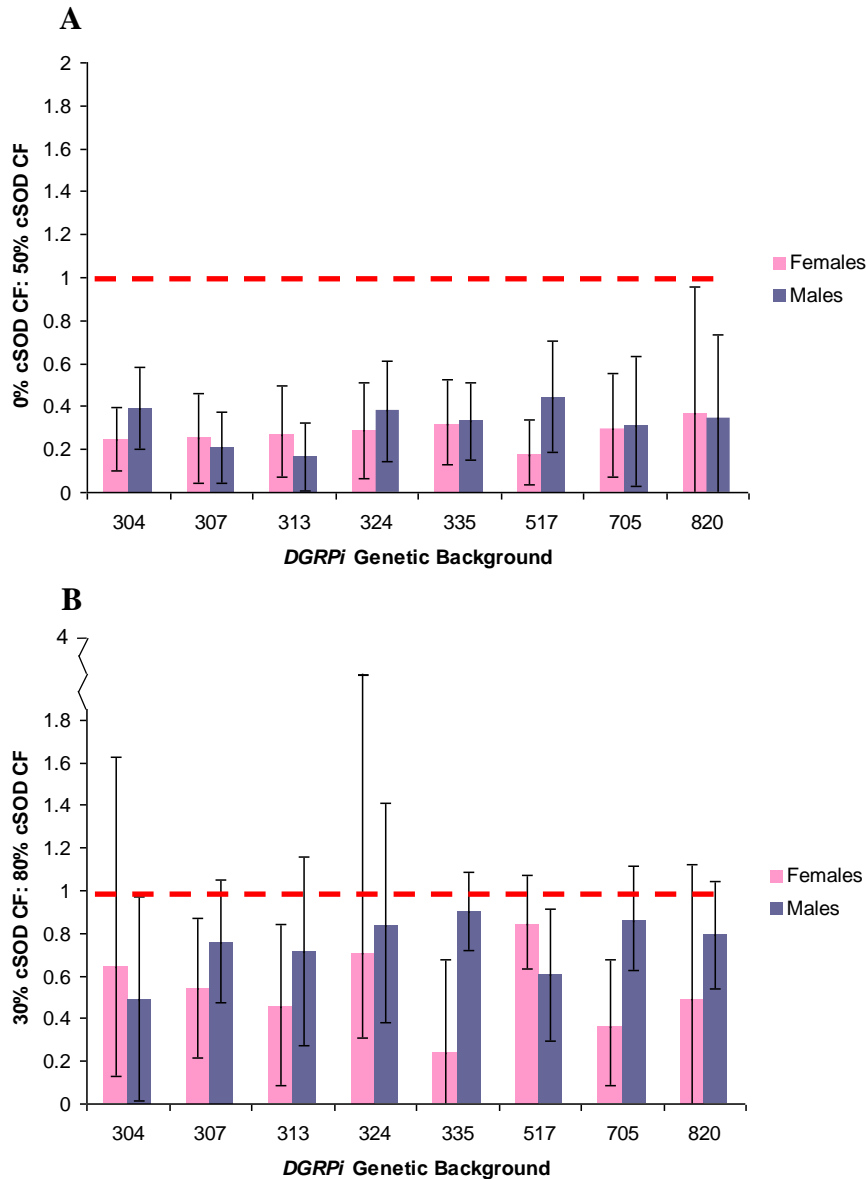 A
0% cSOD CF: 50% cSOD CF
2
1.8
1.6
1.4
1.2
1
0.8
0.6
0.4
0.2
0
304 307 313 324 335 517 705 820
DGRPi Genetic Background
Females
Males
B
30% cSOD CF: 80% cSOD CF
4
1.8
1.6
1.4
1.2
1
0.8
0.6
0.4
0.2
0
304 307 313 324 335 517 705 820
DGRPi Genetic Background
Females
Males